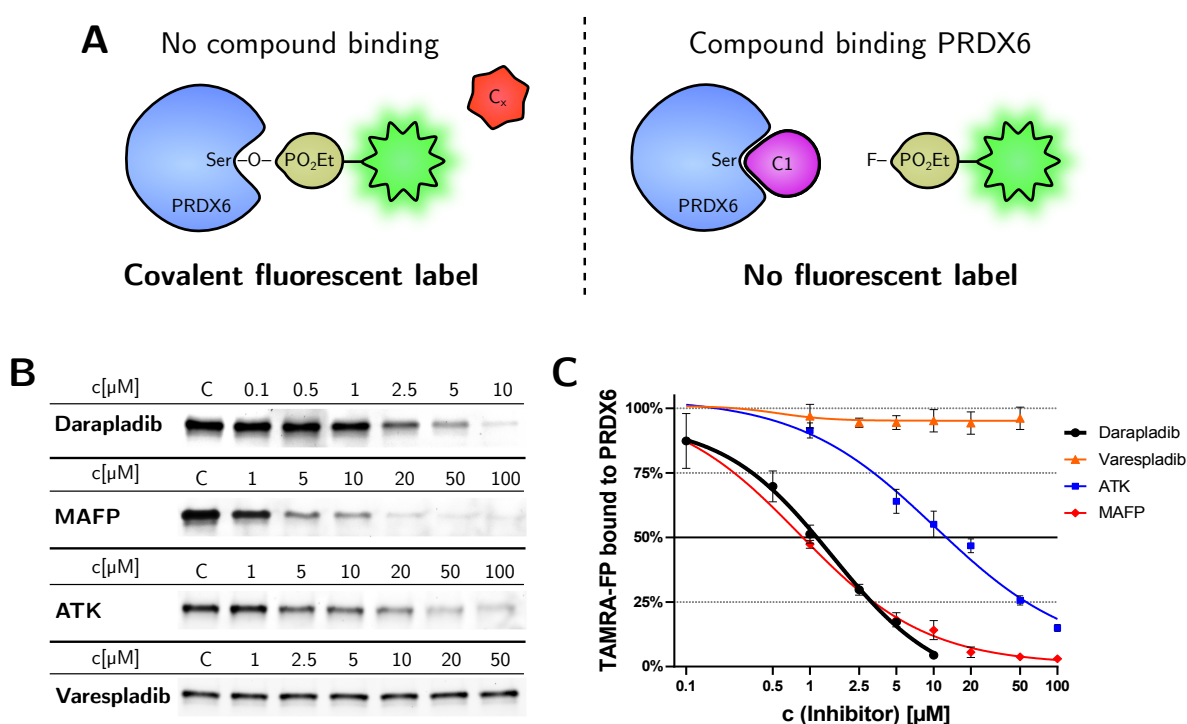 A
No compound binding
Compound binding PRDX6
Cₓ
Ser –O– PO₂Et
PRDX6
Ser C1 F– PO₂Et
PRDX6
Covalent fluorescent label
No fluorescent label
B
c[µM] C 0.1 0.5 1 2.5 5 10
Darapladib
c[µM] C 1 5 10 20 50 100
MAFP
c[µM] C 1 5 10 20 50 100
ATK
c[µM] C 1 2.5 5 10 20 50
Varespladib
C
TAMRA-FP bound to PRDX6
100%
75%
50%
25%
0%
0.1 0.5 1 2.5 5 10 20 50 100
c (Inhibitor) [µM]
Darapladib
Varespladib
ATK
MAFP